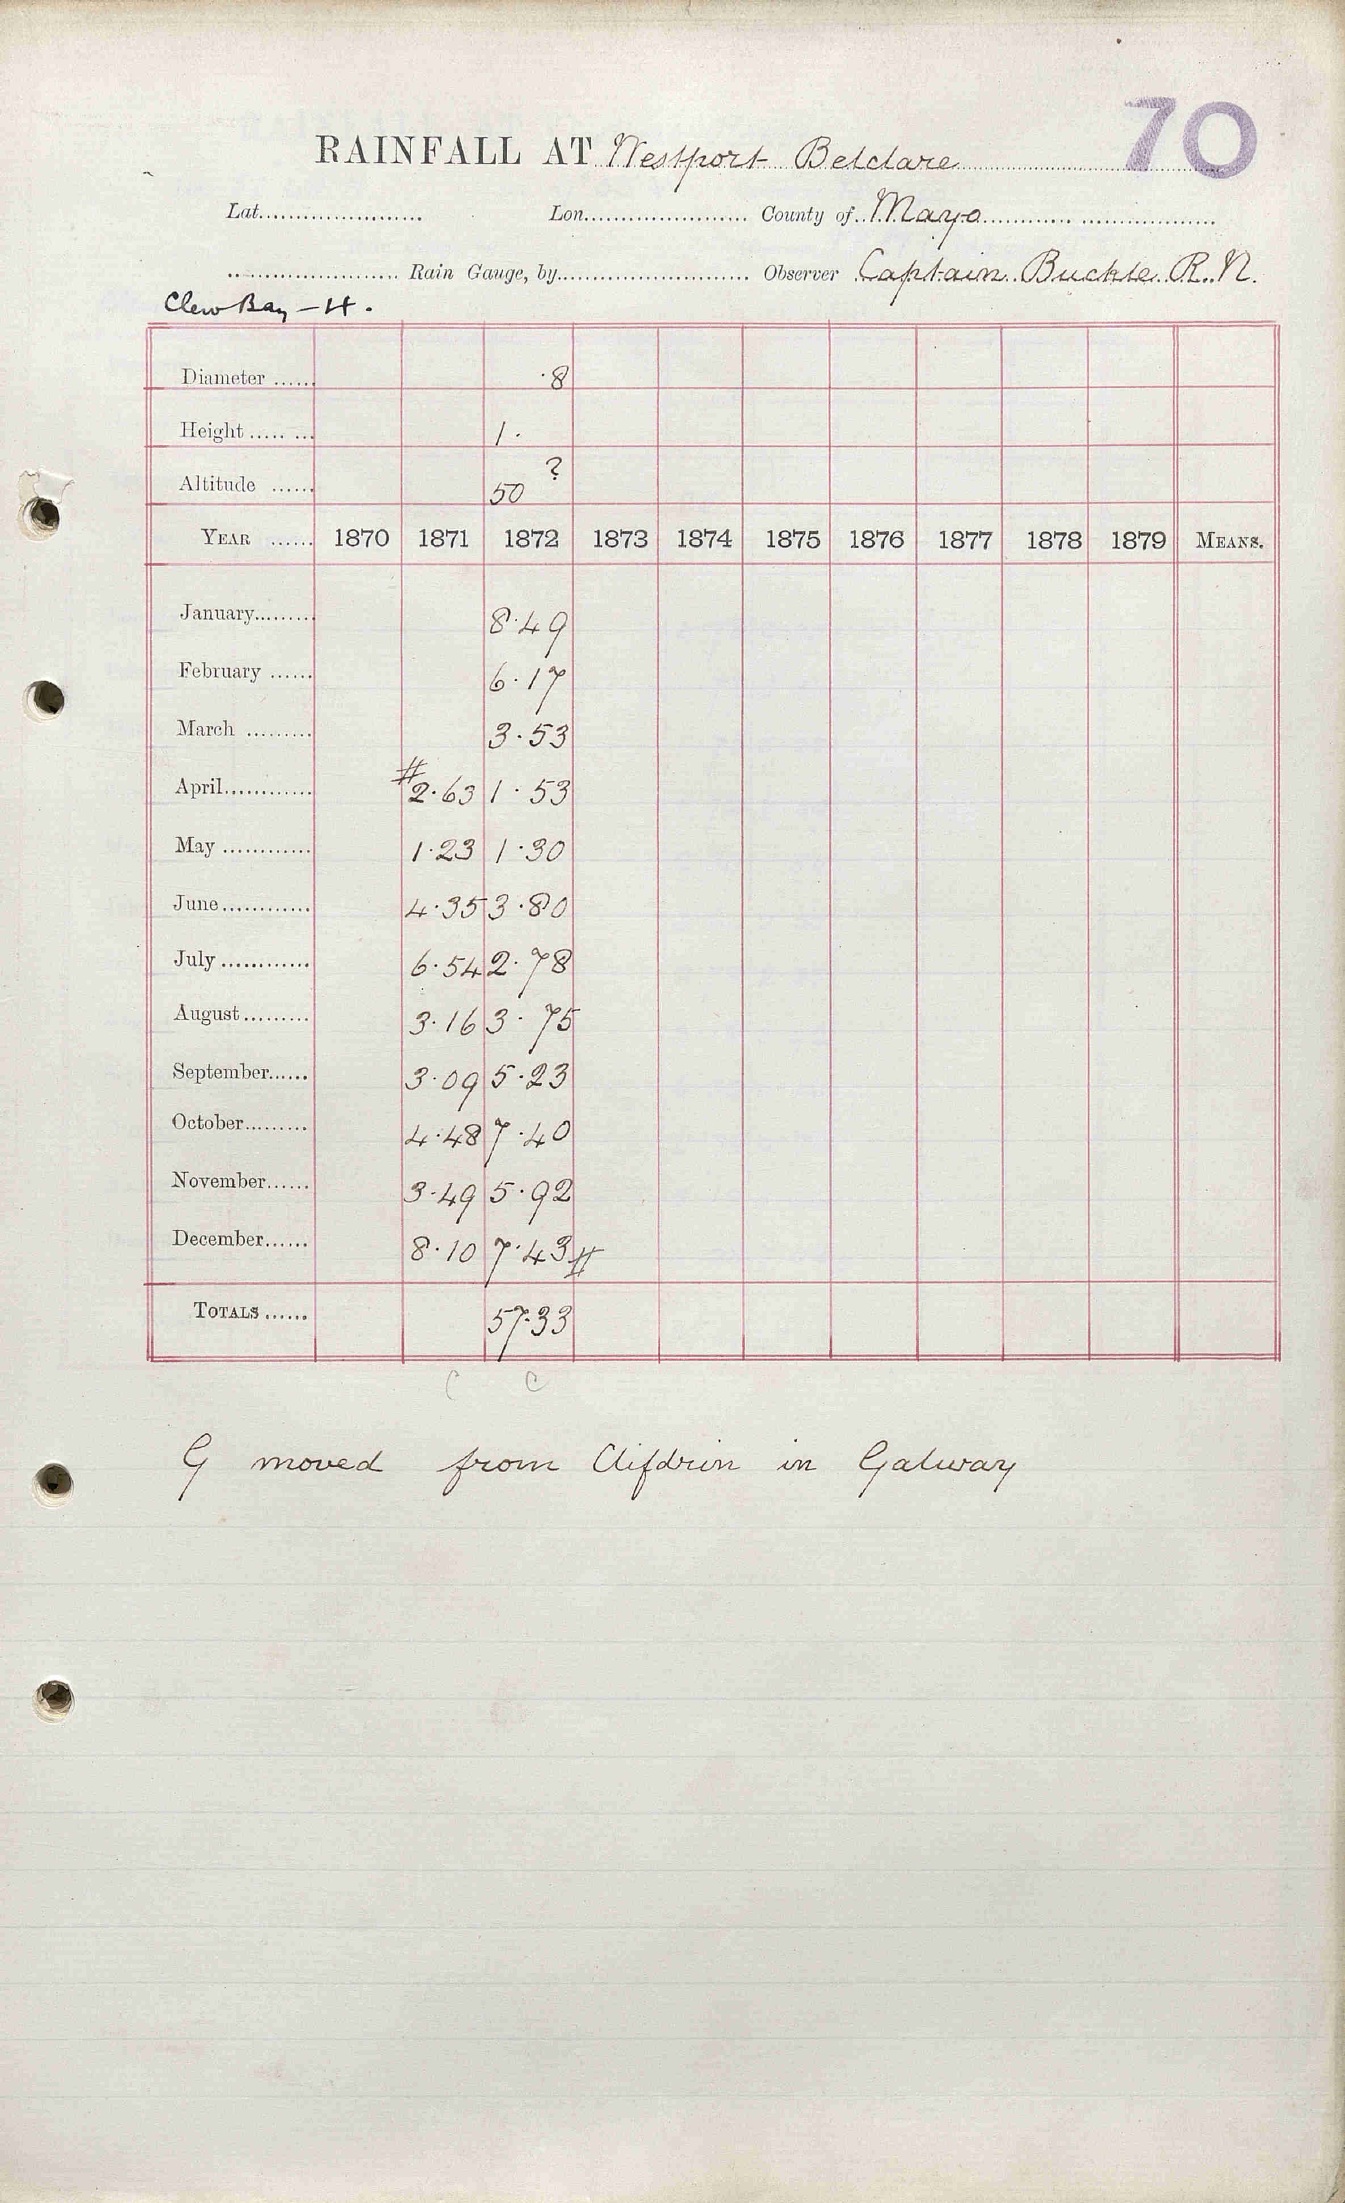 70
RAINFALL AT Westport Belclare
Lat. Lon. County of Mayo
Rain Gauge, by Observer Captain Buckle R.N.
Clew Bay – H.
Diameter ...... ·8
Height ........ 1·
Altitude ...... 50 ?
YEAR ...... 1870 1871 1872 1873 1874 1875 1876 1877 1878 1879 MEANS.
January......... 8·49
February ...... 6·17
March ......... 3·53
April............ # 2·63 1·53
May ............ 1·23 1·30
June............ 4·35 3·80
July ............ 6·54 2·78
August ......... 3·16 3·75
September...... 3·09 5·23
October......... 4·48 7·40
November...... 3·49 5·92
December...... 8·10 7·43 #
TOTALS ...... 57·33
C C
G moved from in Galway